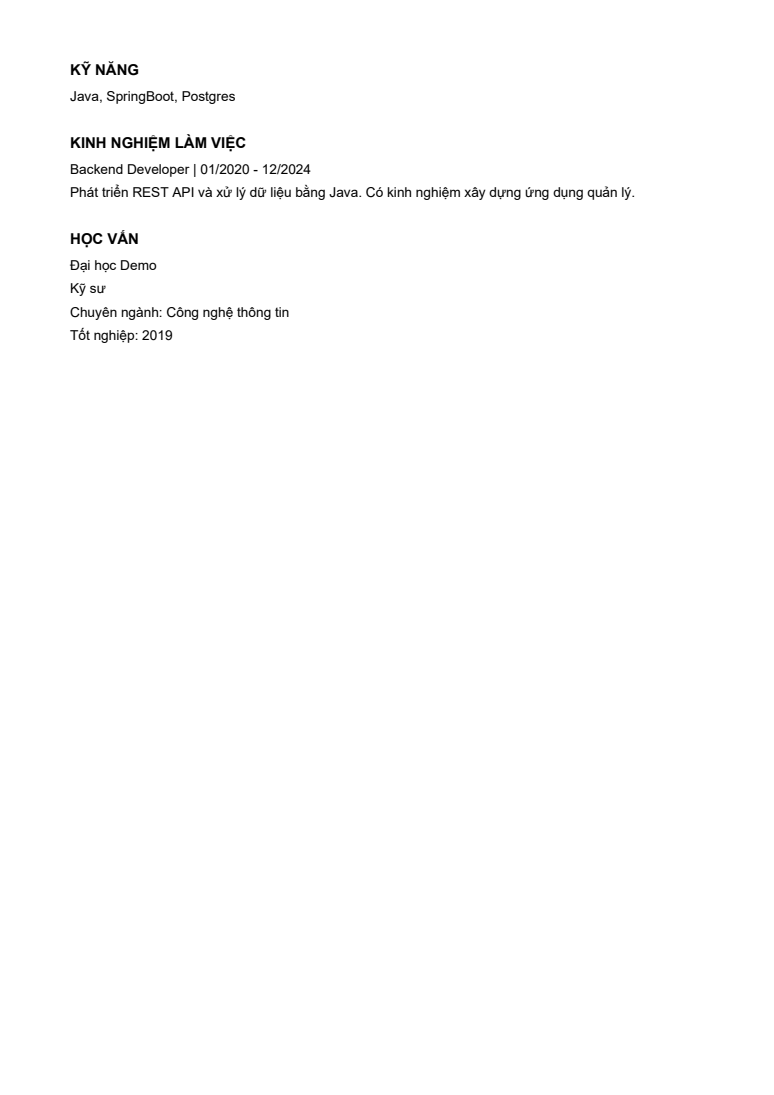 KỸ NĂNG
Java, SpringBoot, Postgres
KINH NGHIỆM LÀM VIỆC
Backend Developer | 01/2020 - 12/2024
Phát triển REST API và xử lý dữ liệu bằng Java. Có kinh nghiệm xây dựng ứng dụng quản lý.
HỌC VẤN
Đại học Demo
Kỹ sư
Chuyên ngành: Công nghệ thông tin
Tốt nghiệp: 2019